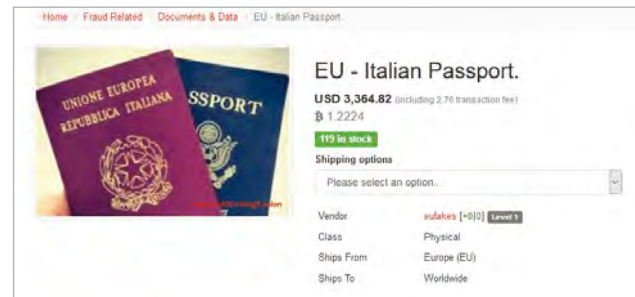 Home / Fraud Related / Documents & Data / EU - Italian Passport.
UNIONE EUROPEA
REPUBBLICA ITALIANA
SSPORT
EU - Italian Passport.
USD 3,364.82 (including 2.76 transaction fee)
฿ 1.2224
119 in stock
Shipping options
Please select an option..
Vendor eufakes [+0|0] Level 1
Class Physical
Ships From Europe (EU)
Ships To Worldwide